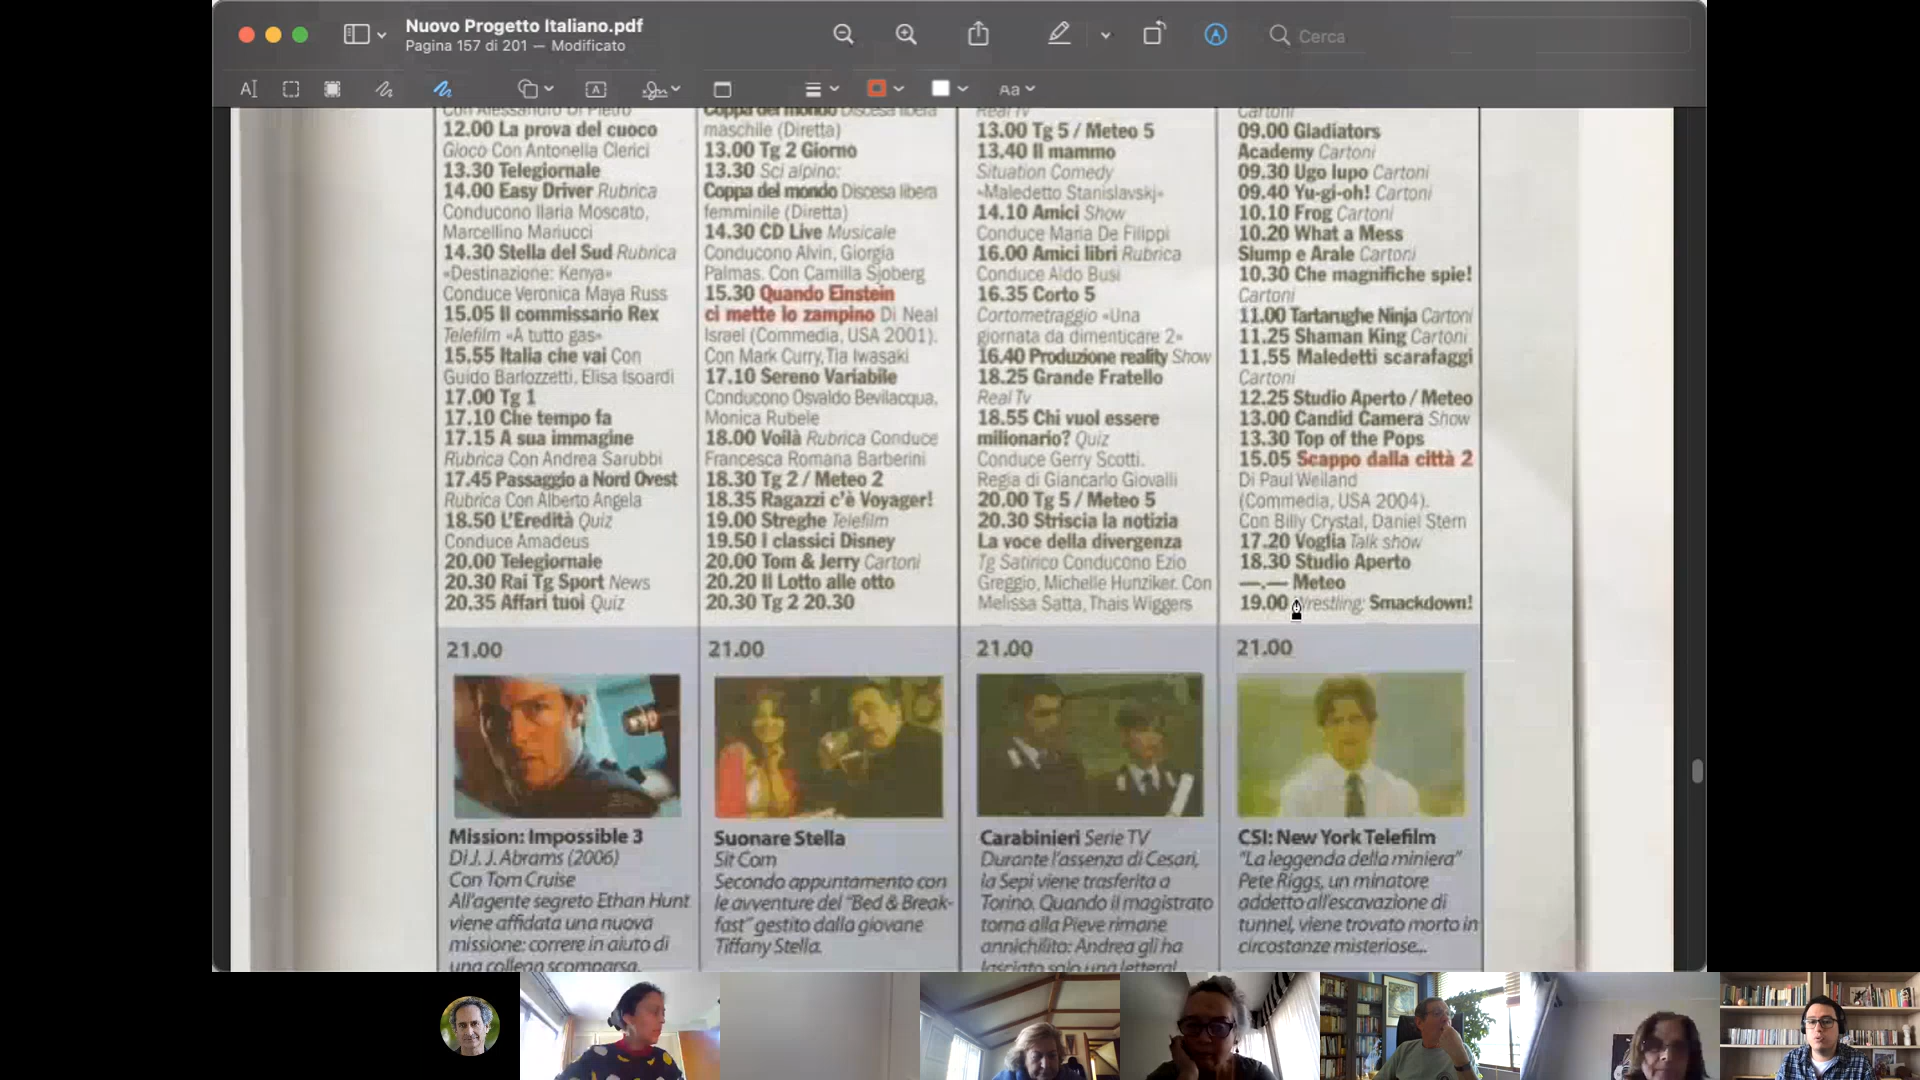 Nuovo Progetto Italiano.pdf
Pagina 157 di 201 — Modificato
Cerca
Con Alessandro Di Pietro
12.00 La prova del cuoco
Gioco Con Antonella Clerici
13.30 Telegiornale
14.00 Easy Driver Rubrica
Conducono Ilaria Moscato,
Marcellino Mariucci
14.30 Stella del Sud Rubrica
«Destinazione: Kenya»
Conduce Veronica Maya Russ
15.05 Il commissario Rex
Telefilm «A tutto gas»
15.55 Italia che vai Con
Guido Barlozzetti, Elisa Isoardi
17.00 Tg 1
17.10 Che tempo fa
17.15 A sua immagine
Rubrica Con Andrea Sarubbi
17.45 Passaggio a Nord Ovest
Rubrica Con Alberto Angela
18.50 L'Eredità Quiz
Conduce Amadeus
20.00 Telegiornale
20.30 Rai Tg Sport News
20.35 Affari tuoi Quiz
21.00
Mission: Impossible 3
Di J. J. Abrams (2006)
Con Tom Cruise
All'agente segreto Ethan Hunt
viene affidata una nuova
missione: correre in aiuto di
una collega scomparsa.
Coppa del mondo Discesa libera
maschile (Diretta)
13.00 Tg 2 Giorno
13.30 Sci alpino:
Coppa del mondo Discesa libera
femminile (Diretta)
14.30 CD Live Musicale
Conducono Alvin, Giorgia
Palmas. Con Camilla Sjoberg
15.30 Quando Einstein
ci mette lo zampino Di Neal
Israel (Commedia, USA 2001).
Con Mark Curry, Tia Iwasaki
17.10 Sereno Variabile
Conducono Osvaldo Bevilacqua,
Monica Rubele
18.00 Voilà Rubrica Conduce
Francesca Romana Barberini
18.30 Tg 2 / Meteo 2
18.35 Ragazzi c'è Voyager!
19.00 Streghe Telefilm
19.50 I classici Disney
20.00 Tom & Jerry Cartoni
20.20 Il Lotto alle otto
20.30 Tg 2 20.30
21.00
Suonare Stella
Sit Com
Secondo appuntamento con
le avventure del "Bed & Break-
fast" gestito dalla giovane
Tiffany Stella.
Real Tv
13.00 Tg 5 / Meteo 5
13.40 Il mammo
Situation Comedy
«Maledetto Stanislavskj»
14.10 Amici Show
Conduce Maria De Filippi
16.00 Amici libri Rubrica
Conduce Aldo Busi
16.35 Corto 5
Cortometraggio «Una
giornata da dimenticare 2»
16.40 Produzione reality Show
18.25 Grande Fratello
Real Tv
18.55 Chi vuol essere
milionario? Quiz
Conduce Gerry Scotti.
Regia di Giancarlo Giovalli
20.00 Tg 5 / Meteo 5
20.30 Striscia la notizia
La voce della divergenza
Tg Satirico Conducono Ezio
Greggio, Michelle Hunziker. Con
Melissa Satta, Thais Wiggers
21.00
Carabinieri Serie TV
Durante l'assenza di Cesari,
la Sepi viene trasferita a
Torino. Quando il magistrato
torna alla Pieve rimane
annichilito: Andrea gli ha
lasciato solo una lettera!
Cartoni
09.00 Gladiators
Academy Cartoni
09.30 Ugo lupo Cartoni
09.40 Yu-gi-oh! Cartoni
10.10 Frog Cartoni
10.20 What a Mess
Slump e Arale Cartoni
10.30 Che magnifiche spie!
Cartoni
11.00 Tartarughe Ninja Cartoni
11.25 Shaman King Cartoni
11.55 Maledetti scarafaggi
Cartoni
12.25 Studio Aperto / Meteo
13.00 Candid Camera Show
13.30 Top of the Pops
15.05 Scappo dalla città 2
Di Paul Weiland
(Commedia, USA 2004).
Con Billy Crystal, Daniel Stern
17.20 Voglia Talk show
18.30 Studio Aperto
—.— Meteo
19.00 Wrestling: Smackdown!
21.00
CSI: New York Telefilm
"La leggenda della miniera"
Pete Riggs, un minatore
addetto all'escavazione di
tunnel, viene trovato morto in
circostanze misteriose...